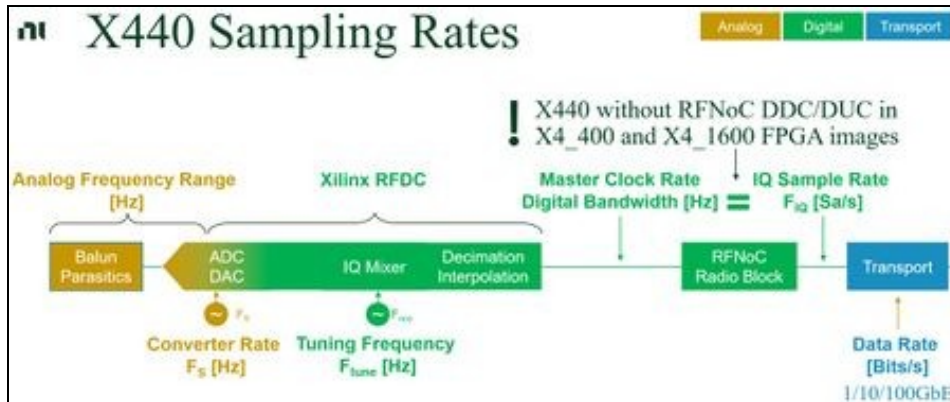 ni
X440 Sampling Rates
Analog
Digital
Transport
!
X440 without RFNoC DDC/DUC in
X4_400 and X4_1600 FPGA images
Analog Frequency Range
[Hz]
Xilinx RFDC
Master Clock Rate
Digital Bandwidth [Hz]
=
IQ Sample Rate
F_IQ [Sa/s]
Balun
Parasitics
ADC
DAC
IQ Mixer
Decimation
Interpolation
RFNoC
Radio Block
Transport
~
~
Converter Rate
F_S [Hz]
Tuning Frequency
F_tune [Hz]
Data Rate
[Bits/s]
1/10/100GbE